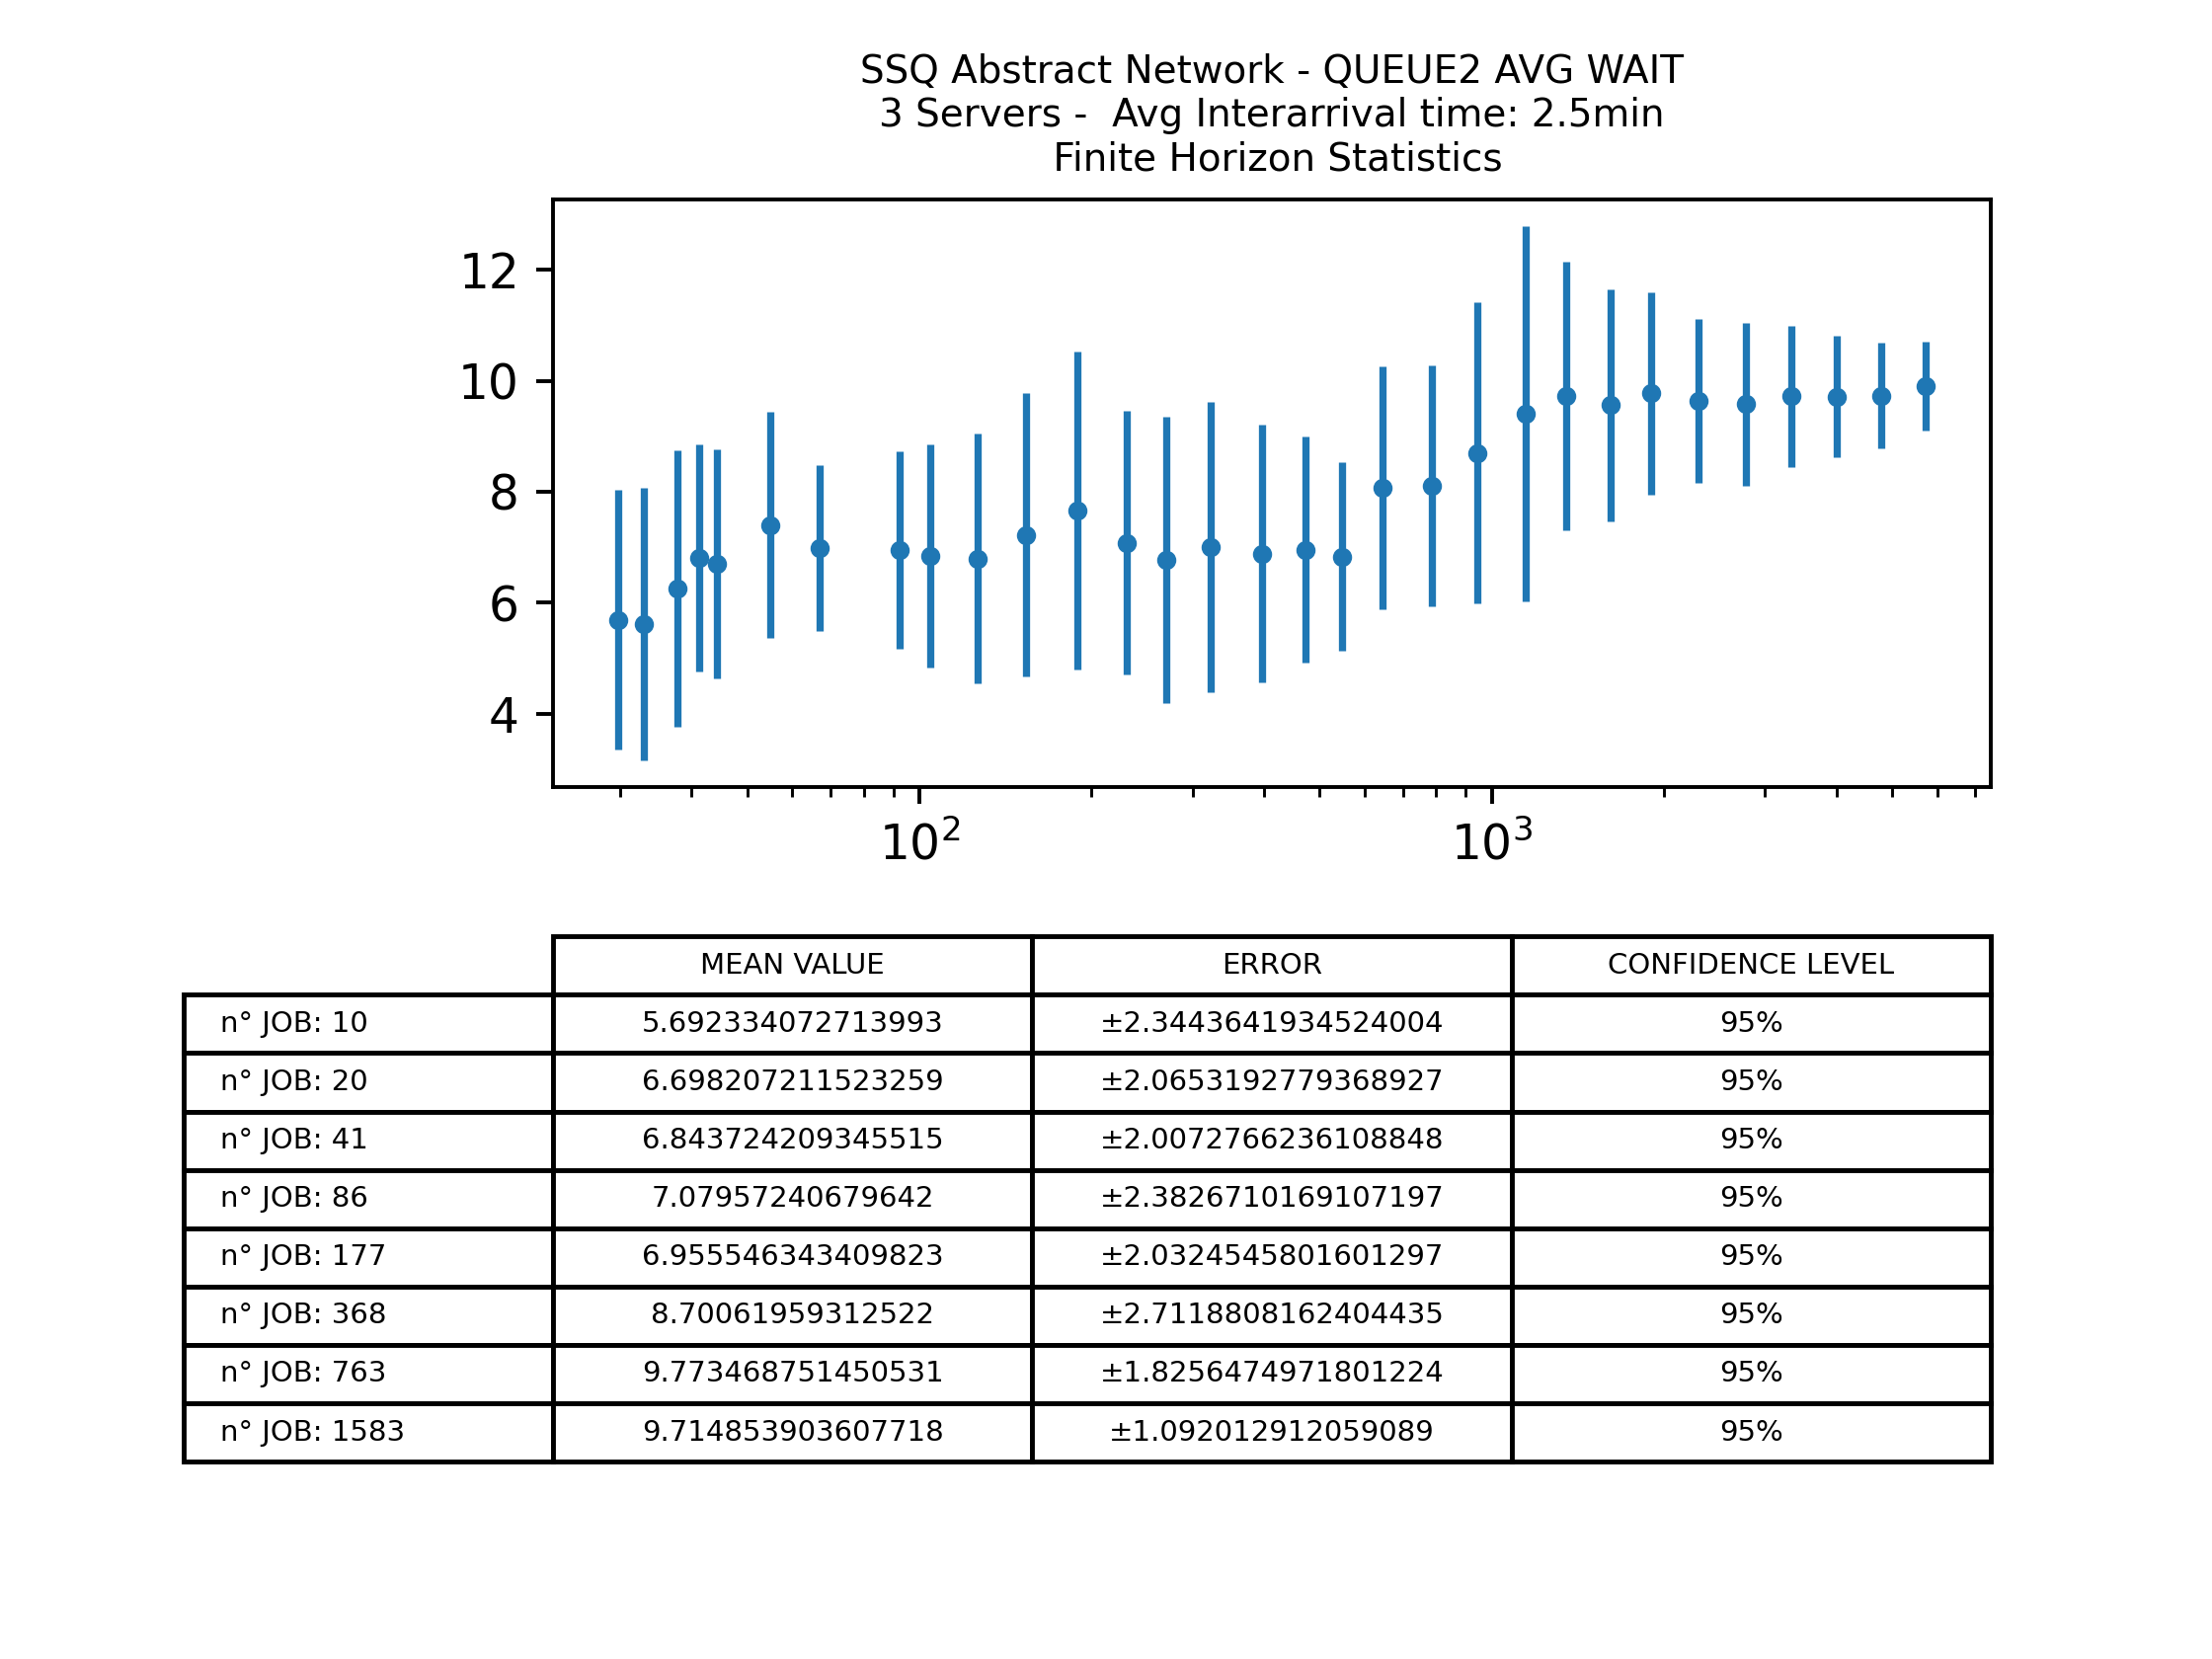 SSQ Abstract Network - QUEUE2 AVG WAIT
3 Servers -  Avg Interarrival time: 2.5min
Finite Horizon Statistics
12
10
8
6
4
10² 10³
MEAN VALUE ERROR CONFIDENCE LEVEL
n° JOB: 10 5.692334072713993 ±2.3443641934524004 95%
n° JOB: 20 6.698207211523259 ±2.0653192779368927 95%
n° JOB: 41 6.843724209345515 ±2.0072766236108848 95%
n° JOB: 86 7.07957240679642 ±2.3826710169107197 95%
n° JOB: 177 6.955546343409823 ±2.0324545801601297 95%
n° JOB: 368 8.70061959312522 ±2.7118808162404435 95%
n° JOB: 763 9.773468751450531 ±1.8256474971801224 95%
n° JOB: 1583 9.714853903607718 ±1.092012912059089 95%